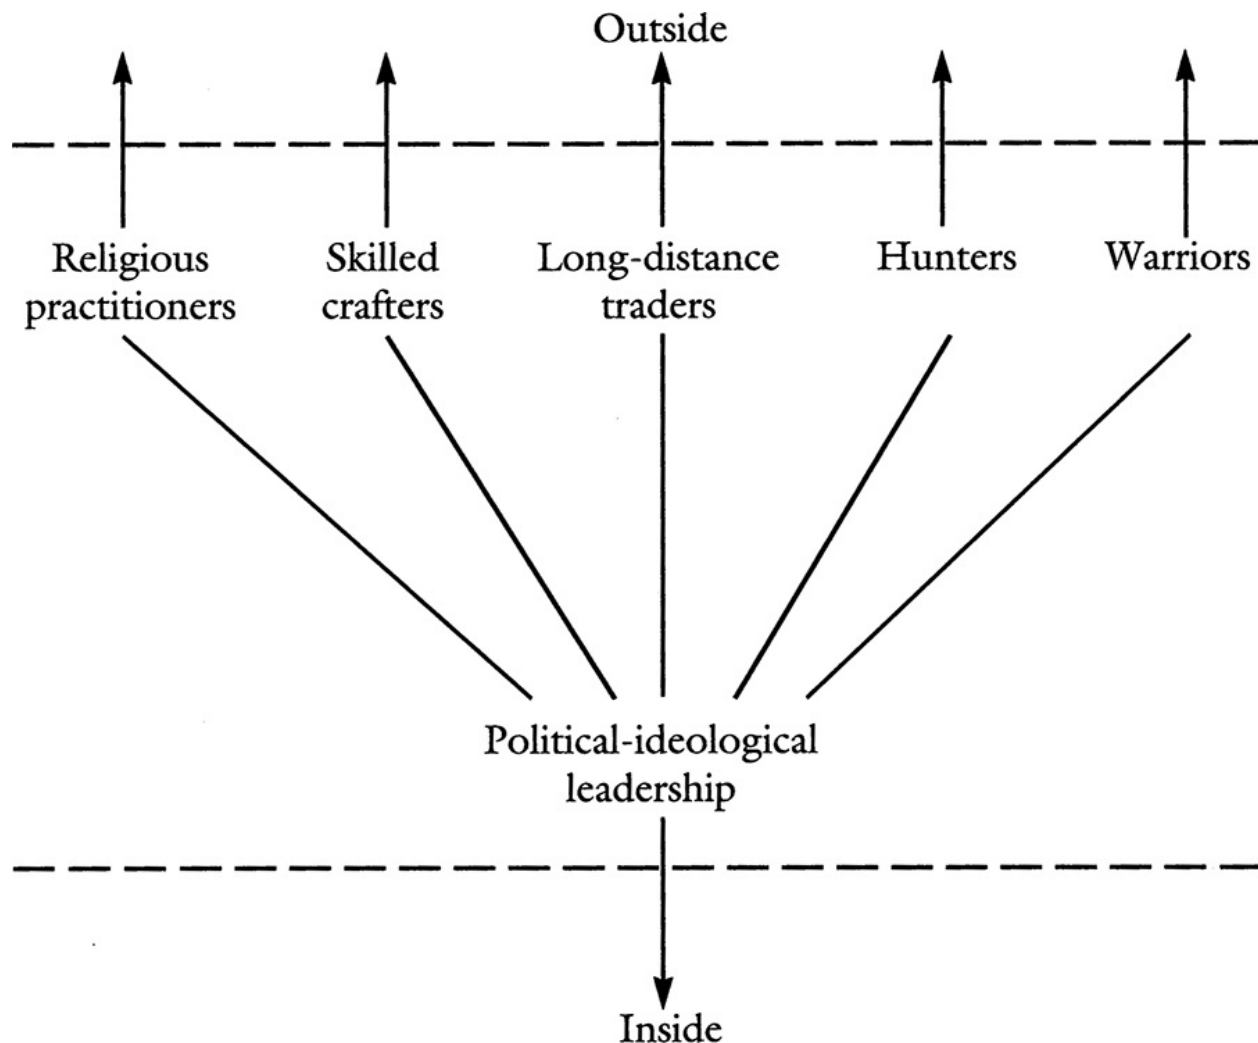 Outside
Religious
practitioners
Skilled
crafters
Long-distance
traders
Hunters
Warriors
Political-ideological
leadership
Inside